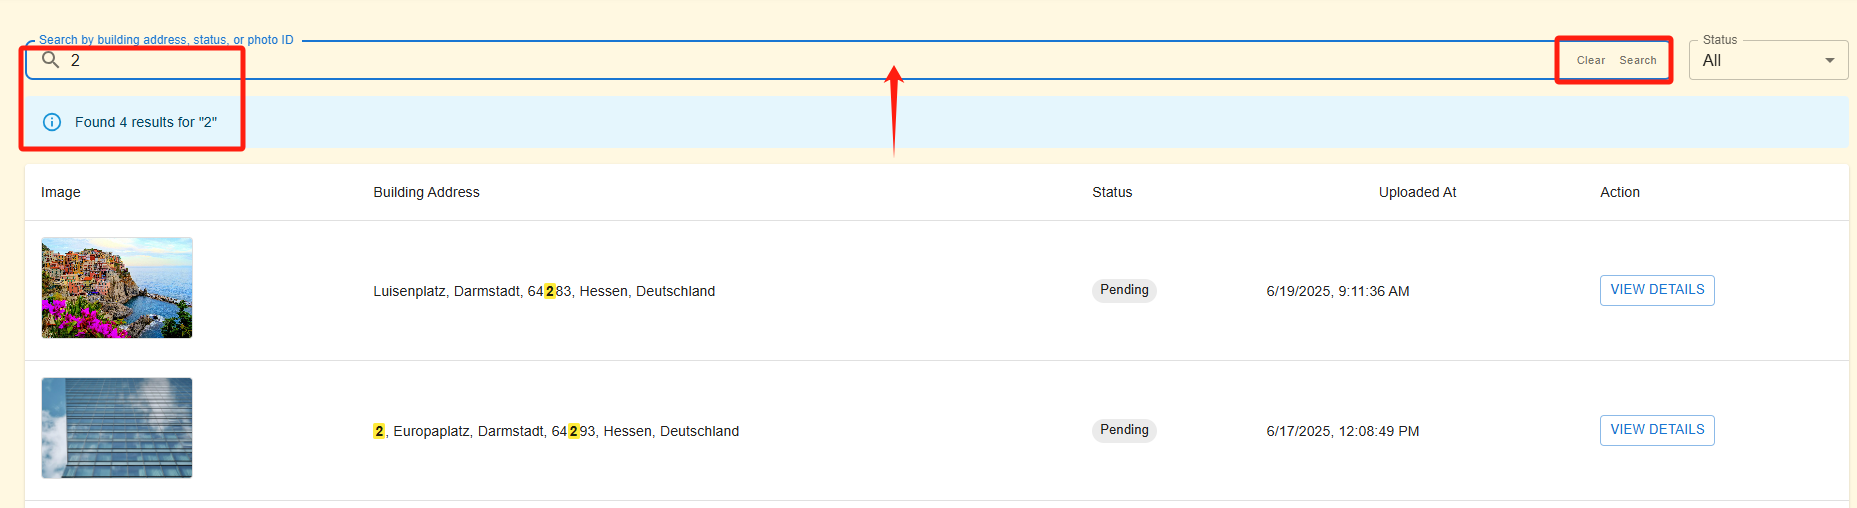 Search by building address, status, or photo ID
2
Clear Search
Status
All
Found 4 results for "2"
Image Building Address Status Uploaded At Action
Luisenplatz, Darmstadt, 64283, Hessen, Deutschland Pending 6/19/2025, 9:11:36 AM VIEW DETAILS
2, Europaplatz, Darmstadt, 64293, Hessen, Deutschland Pending 6/17/2025, 12:08:49 PM VIEW DETAILS